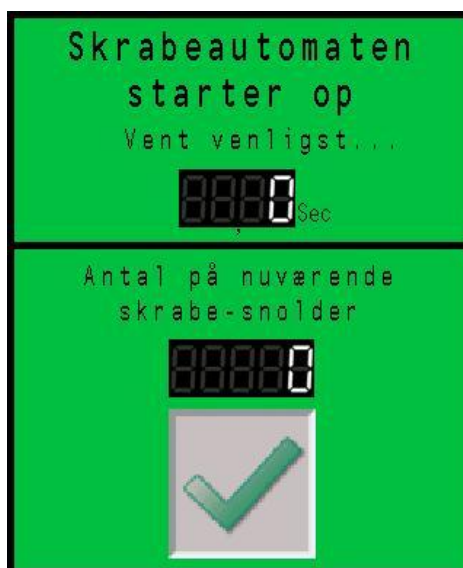 Skrabeautomaten
starter op
Vent venligst...
0 Sec
Antal på nuværende
skrabe-snolder
0